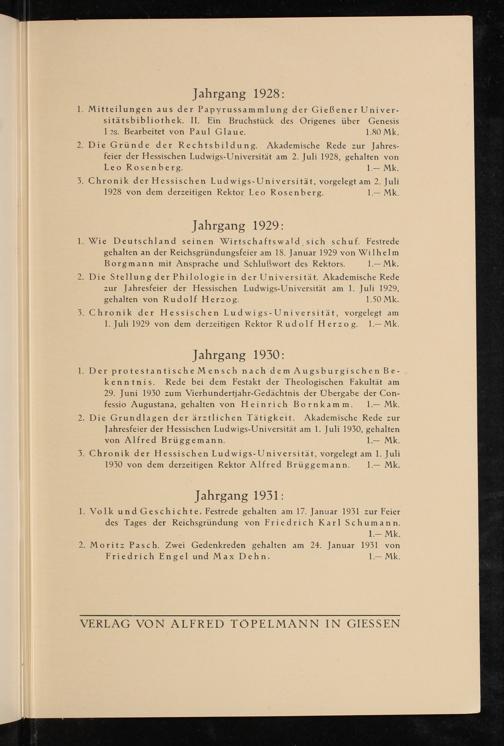 Jahrgang 1928:
1. Mitteilungen aus der Papyrussammlung der Gießener Univer-
sitätsbibliothek. II. Ein Bruchstück des Origenes über Genesis
1 28. Bearbeitet von Paul Glaue. 1.80 Mk.
2. Die Gründe der Rechtsbildung. Akademische Rede zur Jahres-
feier der Hessischen Ludwigs-Universität am 2. Juli 1928, gehalten von
Leo Rosenberg. 1.— Mk.
3. Chronik der Hessischen Ludwigs-Universität, vorgelegt am 2. Juli
1928 von dem derzeitigen Rektor Leo Rosenberg. 1.— Mk.
Jahrgang 1929:
1. Wie Deutschland seinen Wirtschaftswald sich schuf. Festrede
gehalten an der Reichsgründungsfeier am 18. Januar 1929 von Wilhelm
Borgmann mit Ansprache und Schlußwort des Rektors. 1.— Mk.
2. Die Stellung der Philologie in der Universität. Akademische Rede
zur Jahresfeier der Hessischen Ludwigs-Universität am 1. Juli 1929,
gehalten von Rudolf Herzog. 1.50 Mk.
3. Chronik der Hessischen Ludwigs-Universität, vorgelegt am
1. Juli 1929 von dem derzeitigen Rektor Rudolf Herzog. 1.— Mk.
Jahrgang 1930:
1. Der protestantische Mensch nach dem Augsburgischen Be-
kenntnis. Rede bei dem Festakt der Theologischen Fakultät am
29. Juni 1930 zum Vierhundertjahr-Gedächtnis der Übergabe der Con-
fessio Augustana, gehalten von Heinrich Bornkamm. 1.— Mk.
2. Die Grundlagen der ärztlichen Tätigkeit. Akademische Rede zur
Jahresfeier der Hessischen Ludwigs-Universität am 1. Juli 1930, gehalten
von Alfred Brüggemann. 1.— Mk.
3. Chronik der Hessischen Ludwigs-Universität, vorgelegt am 1. Juli
1930 von dem derzeitigen Rektor Alfred Brüggemann. 1.— Mk.
Jahrgang 1931:
1. Volk und Geschichte. Festrede gehalten am 17. Januar 1931 zur Feier
des Tages der Reichsgründung von Friedrich Karl Schumann.
1.— Mk.
2. Moritz Pasch. Zwei Gedenkreden gehalten am 24. Januar 1931 von
Friedrich Engel und Max Dehn. 1.— Mk.
VERLAG VON ALFRED TÖPELMANN IN GIESSEN